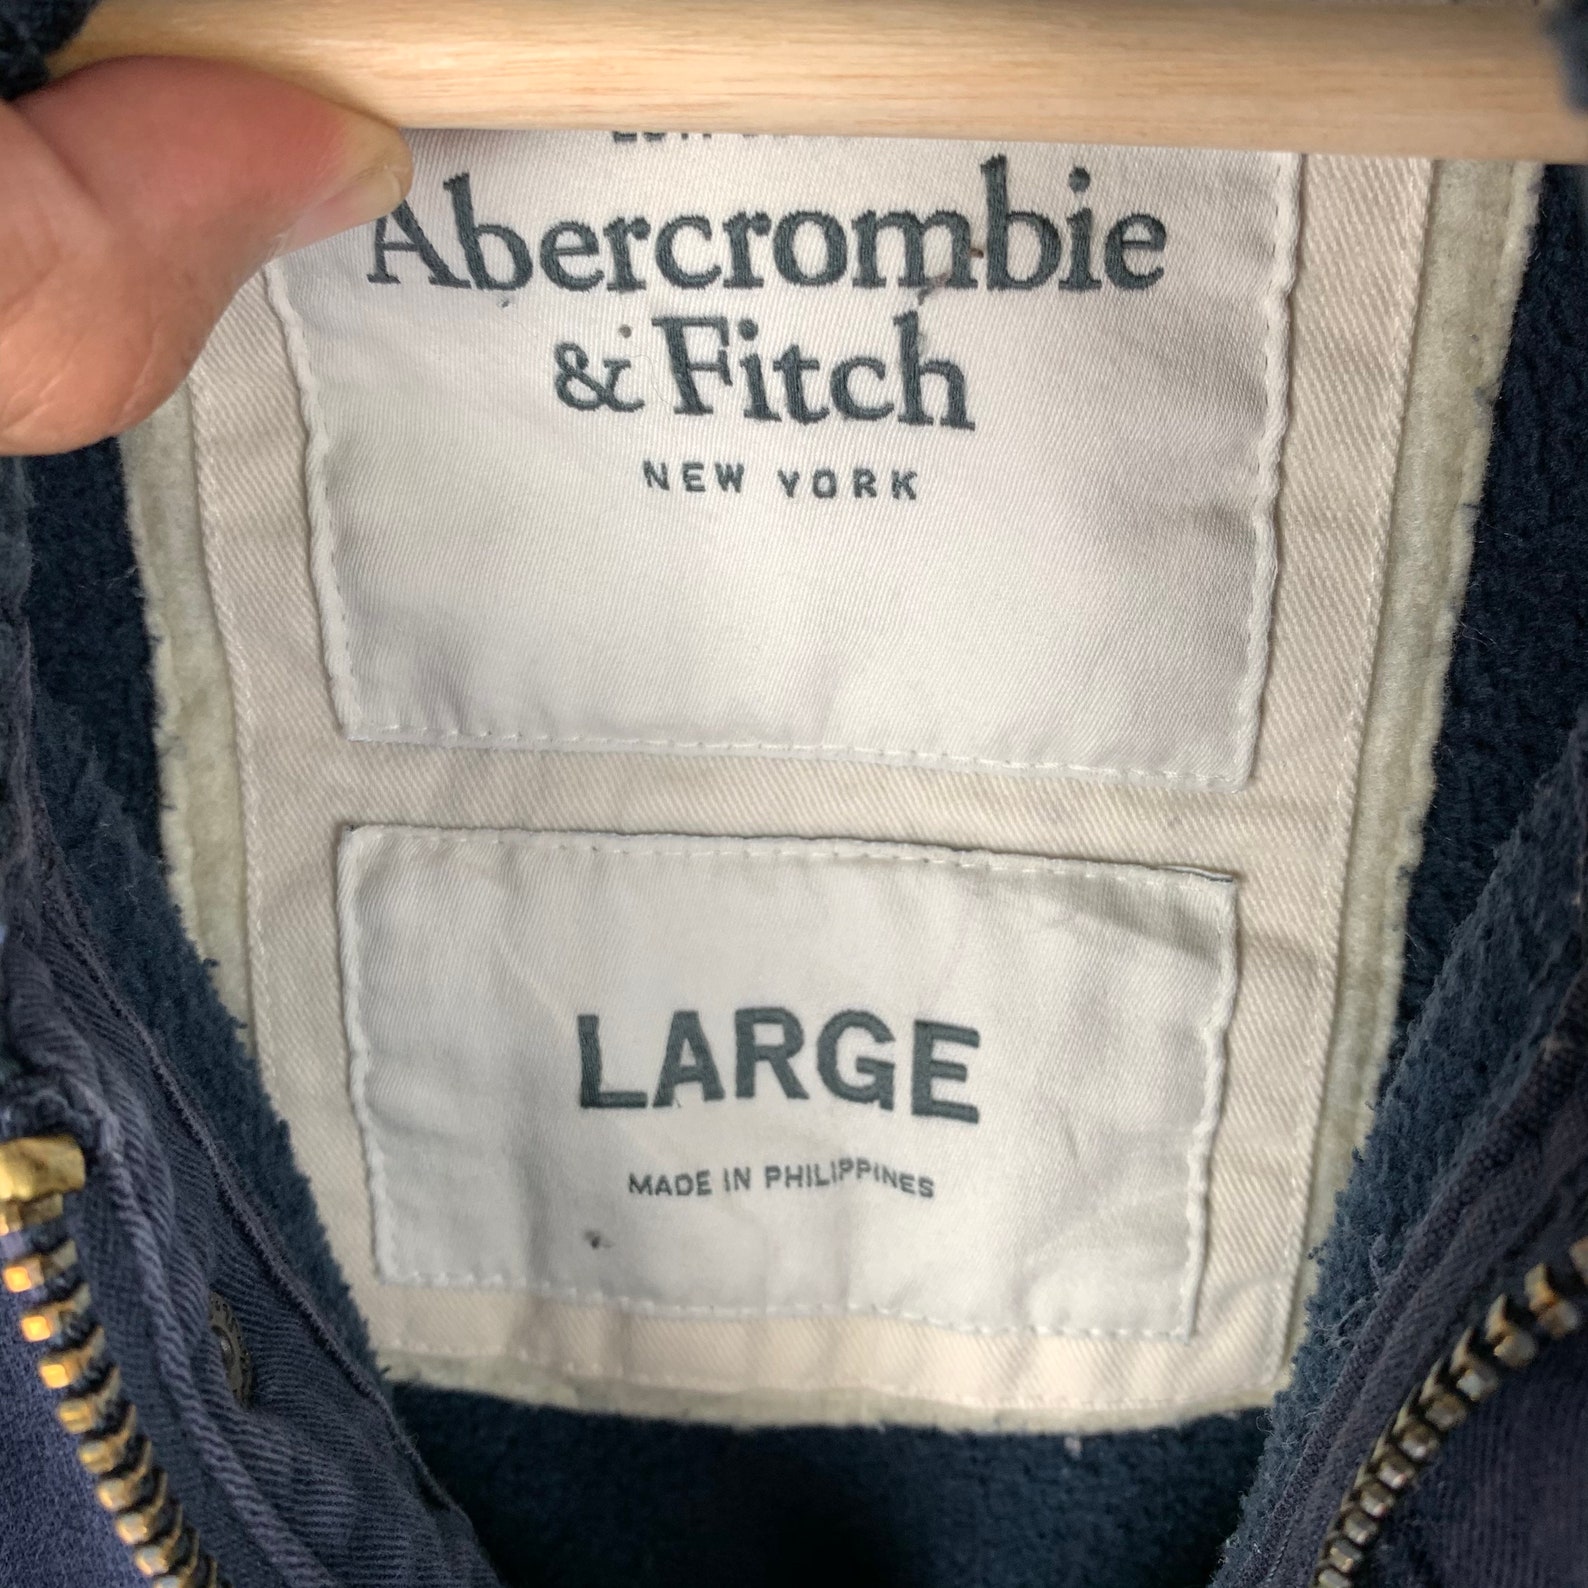 Abercrombie
& Fitch
NEW YORK
LARGE
MADE IN PHILIPPINES